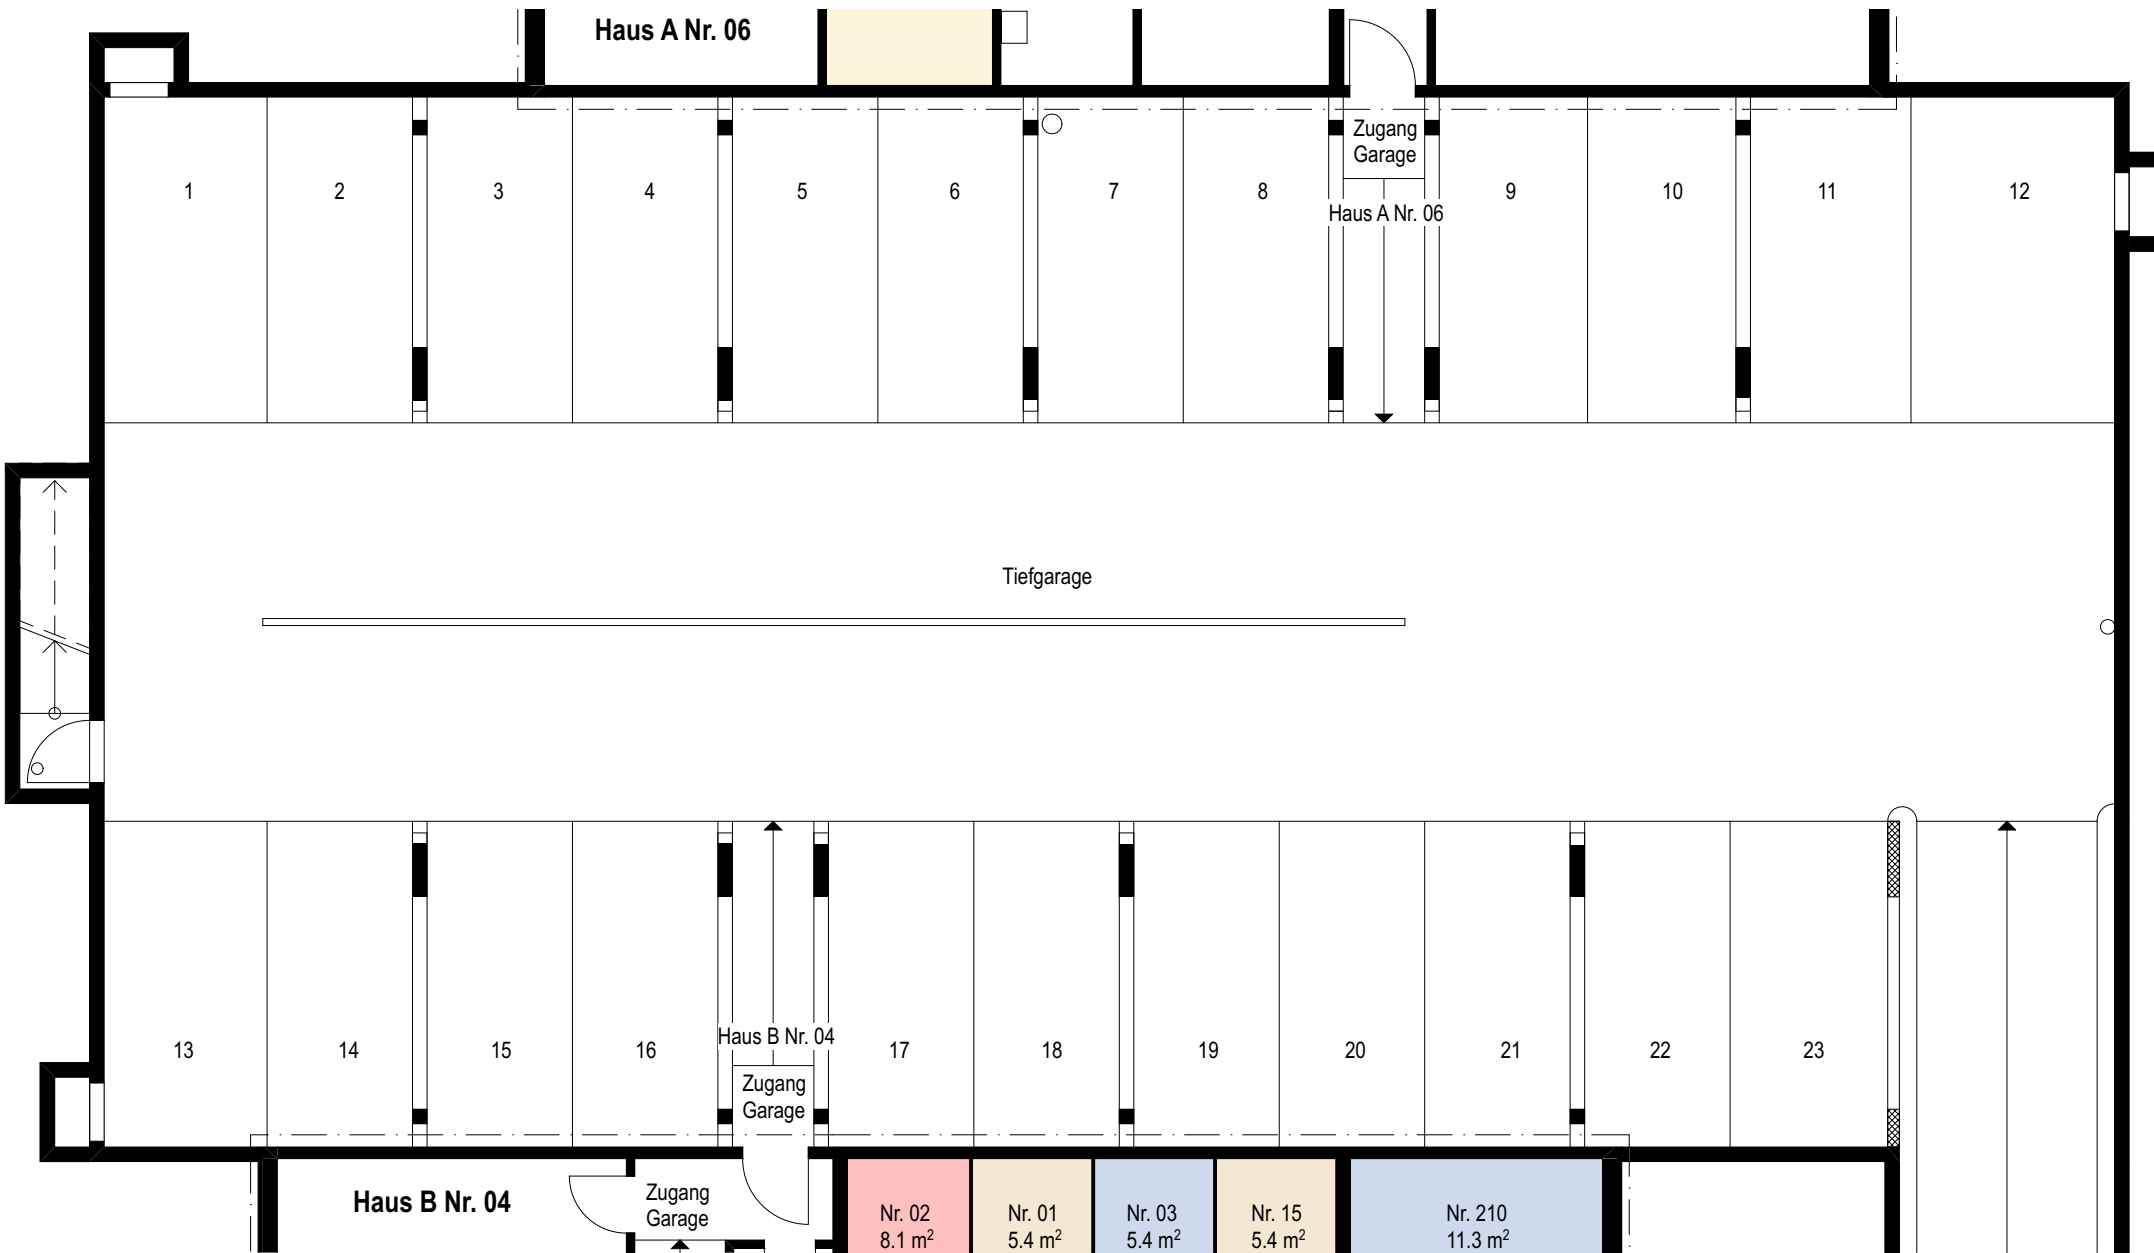 Haus A Nr. 06
Zugang
Garage
1
2
3
4
5
6
7
8
9
10
11
12
Haus A Nr. 06
Tiefgarage
13
14
15
16
Haus B Nr. 04
17
18
19
20
21
22
23
Zugang
Garage
Haus B Nr. 04
Zugang
Garage
Nr. 02
8.1 m²
Nr. 01
5.4 m²
Nr. 03
5.4 m²
Nr. 15
5.4 m²
Nr. 210
11.3 m²